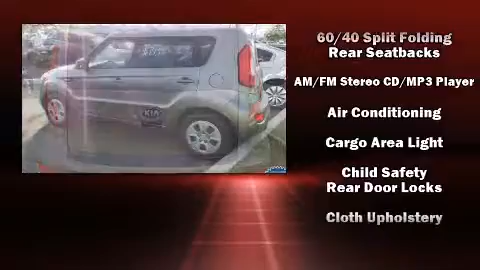 60/40 Split Folding
Rear Seatbacks
AM/FM Stereo CD/MP3 Player
Air Conditioning
Cargo Area Light
Child Safety
Rear Door Locks
Cloth Upholstery
KIA